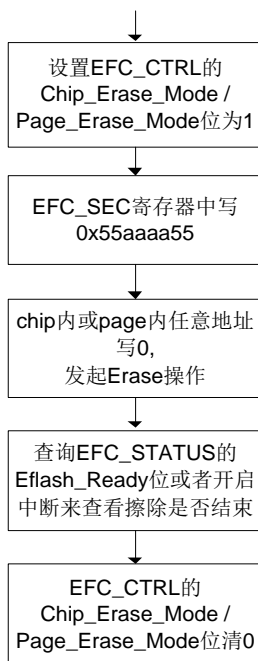 设置EFC_CTRL的
Chip_Erase_Mode /
Page_Erase_Mode位为1
EFC_SEC寄存器中写
0x55aaaa55
chip内或page内任意地址
写0,
发起Erase操作
查询EFC_STATUS的
Eflash_Ready位或者开启
中断来查看擦除是否结束
EFC_CTRL的
Chip_Erase_Mode /
Page_Erase_Mode位清0